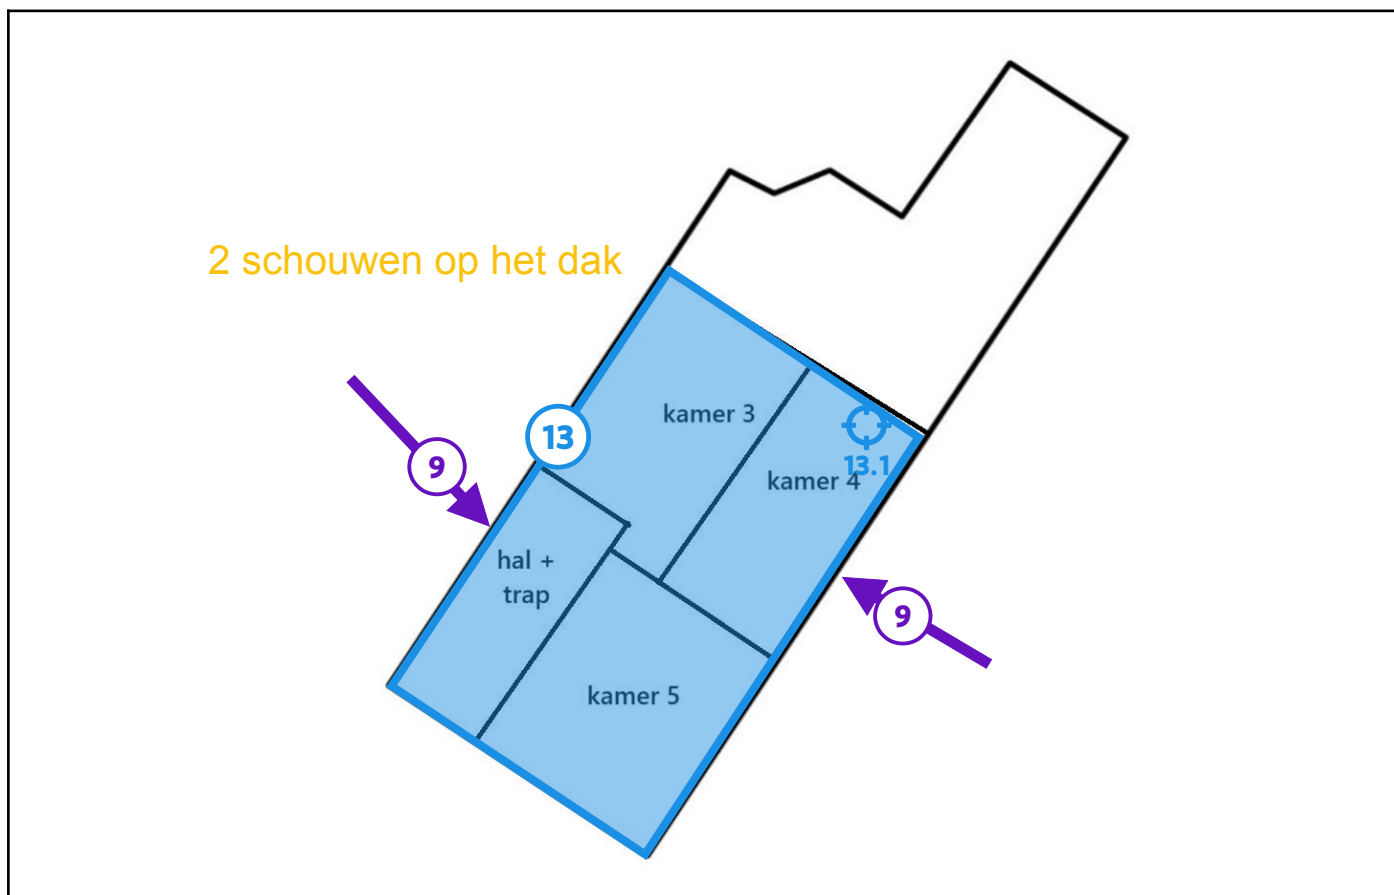 2 schouwen op het dak
kamer 3
13
13.1
9
kamer 4
hal +
trap
9
kamer 5